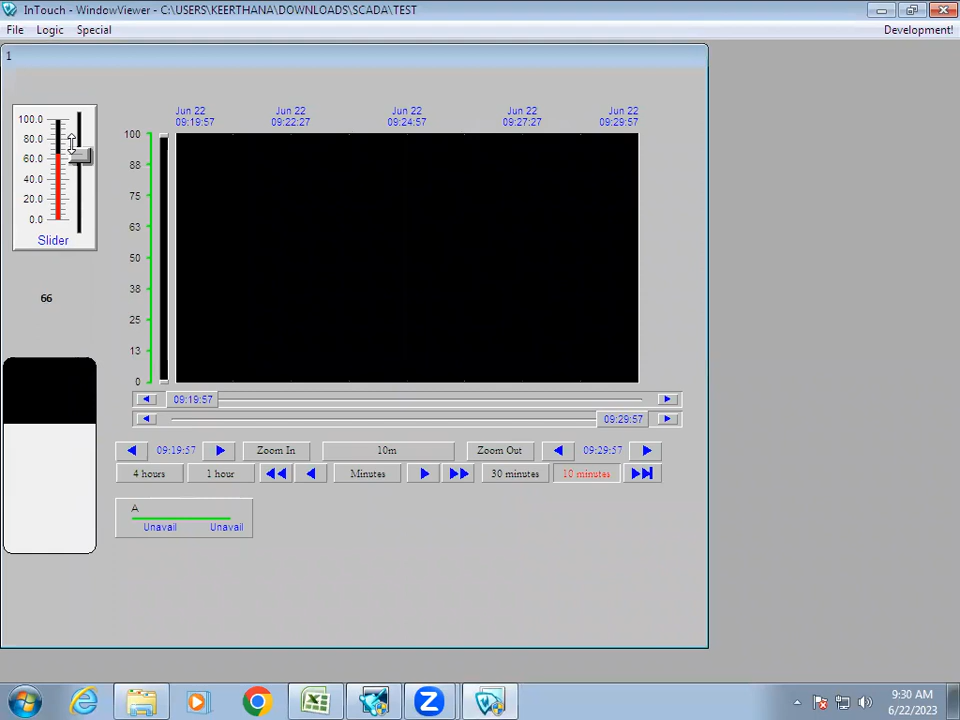 InTouch - WindowViewer - C:\USERS\KEERTHANA\DOWNLOADS\SCADA\TEST
File Logic Special Development!
1
100.0
80.0
60.0
40.0
20.0
0.0
Slider
66
Jun 22 Jun 22 Jun 22 Jun 22 Jun 22
09:19:57 09:22:27 09:24:57 09:27:27 09:29:57
100
88
75
63
50
38
25
13
0
09:19:57
09:29:57
09:19:57 Zoom In 10m Zoom Out 09:29:57
4 hours 1 hour Minutes 30 minutes 10 minutes
A
Unavail Unavail
9:30 AM
6/22/2023